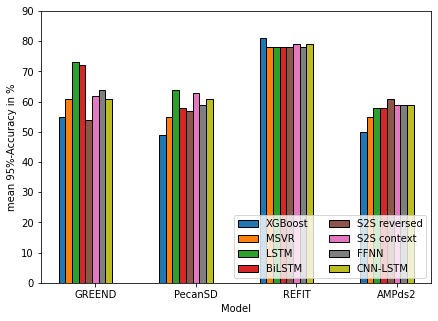 mean 95%-Accuracy in %
90
80
70
60
50
40
30
20
10
0
XGBoost
MSVR
LSTM
BiLSTM
S2S reversed
S2S context
FFNN
CNN-LSTM
GREEND PecanSD REFIT AMPds2
Model